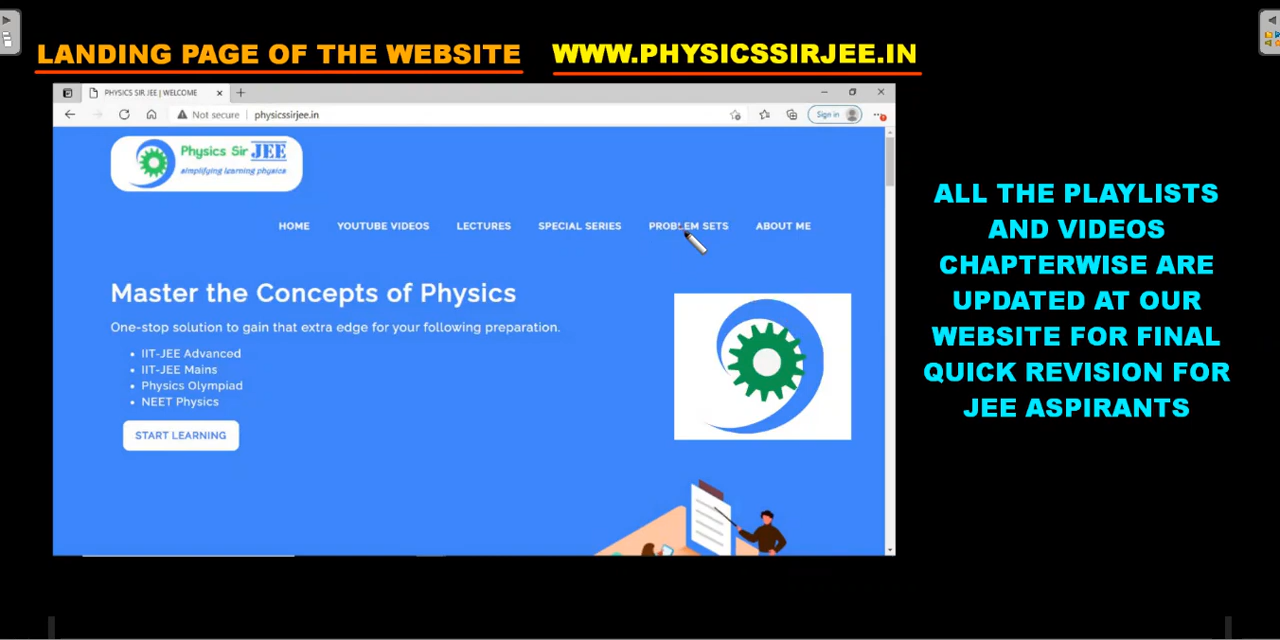 LANDING PAGE OF THE WEBSITE WWW.PHYSICSSIRJEE.IN
PHYSICS SIR JEE | WELCOME
Not secure physicssirjee.in
Sign in
Physics Sir JEE
simplifying learning physics
HOME YOUTUBE VIDEOS LECTURES SPECIAL SERIES PROBLEM SETS ABOUT ME
Master the Concepts of Physics
One-stop solution to gain that extra edge for your following preparation.
• IIT-JEE Advanced
• IIT-JEE Mains
• Physics Olympiad
• NEET Physics
START LEARNING
ALL THE PLAYLISTS
AND VIDEOS
CHAPTERWISE ARE
UPDATED AT OUR
WEBSITE FOR FINAL
QUICK REVISION FOR
JEE ASPIRANTS